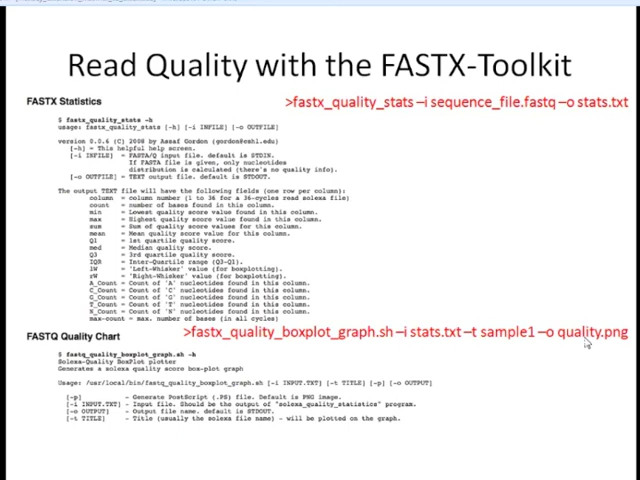 Read Quality with the FASTX-Toolkit
FASTX Statistics
>fastx_quality_stats –i sequence_file.fastq –o stats.txt
$ fastx_quality_stats -h
usage: fastx_quality_stats [-h] [-i INFILE] [-o OUTFILE]
version 0.0.6 (C) 2008 by Assaf Gordon (gordon@cshl.edu)
[-h] = This helpful help screen.
[-i INFILE] = FASTA/Q input file. default is STDIN.
If FASTA file is given, only nucleotides
distribution is calculated (there's no quality info).
[-o OUTFILE] = TEXT output file. default is STDOUT.
The output TEXT file will have the following fields (one row per column):
column = column number (1 to 36 for a 36-cycles read solexa file)
count = number of bases found in this column.
min = Lowest quality score value found in this column.
max = Highest quality score value found in this column.
sum = Sum of quality score values for this column.
mean = Mean quality score value for this column.
Q1 = 1st quartile quality score.
med = Median quality score.
Q3 = 3rd quartile quality score.
IQR = Inter-Quartile range (Q3-Q1).
lW = 'Left-Whisker' value (for boxplotting).
rW = 'Right-Whisker' value (for boxplotting).
A_Count = Count of 'A' nucleotides found in this column.
C_Count = Count of 'C' nucleotides found in this column.
G_Count = Count of 'G' nucleotides found in this column.
T_Count = Count of 'T' nucleotides found in this column.
N_Count = Count of 'N' nucleotides found in this column.
max-count = max. number of bases (in all cycles)
>fastx_quality_boxplot_graph.sh –i stats.txt –t sample1 –o quality.png
FASTQ Quality Chart
$ fastq_quality_boxplot_graph.sh -h
Solexa-Quality BoxPlot plotter
Generates a solexa quality score box-plot graph
Usage: /usr/local/bin/fastq_quality_boxplot_graph.sh [-i INPUT.TXT] [-t TITLE] [-p] [-o OUTPUT]
[-p] - Generate PostScript (.PS) file. Default is PNG image.
[-i INPUT.TXT] - Input file. Should be the output of "solexa_quality_statistics" program.
[-o OUTPUT] - Output file name. default is STDOUT.
[-t TITLE] - Title (usually the solexa file name) - will be plotted on the graph.